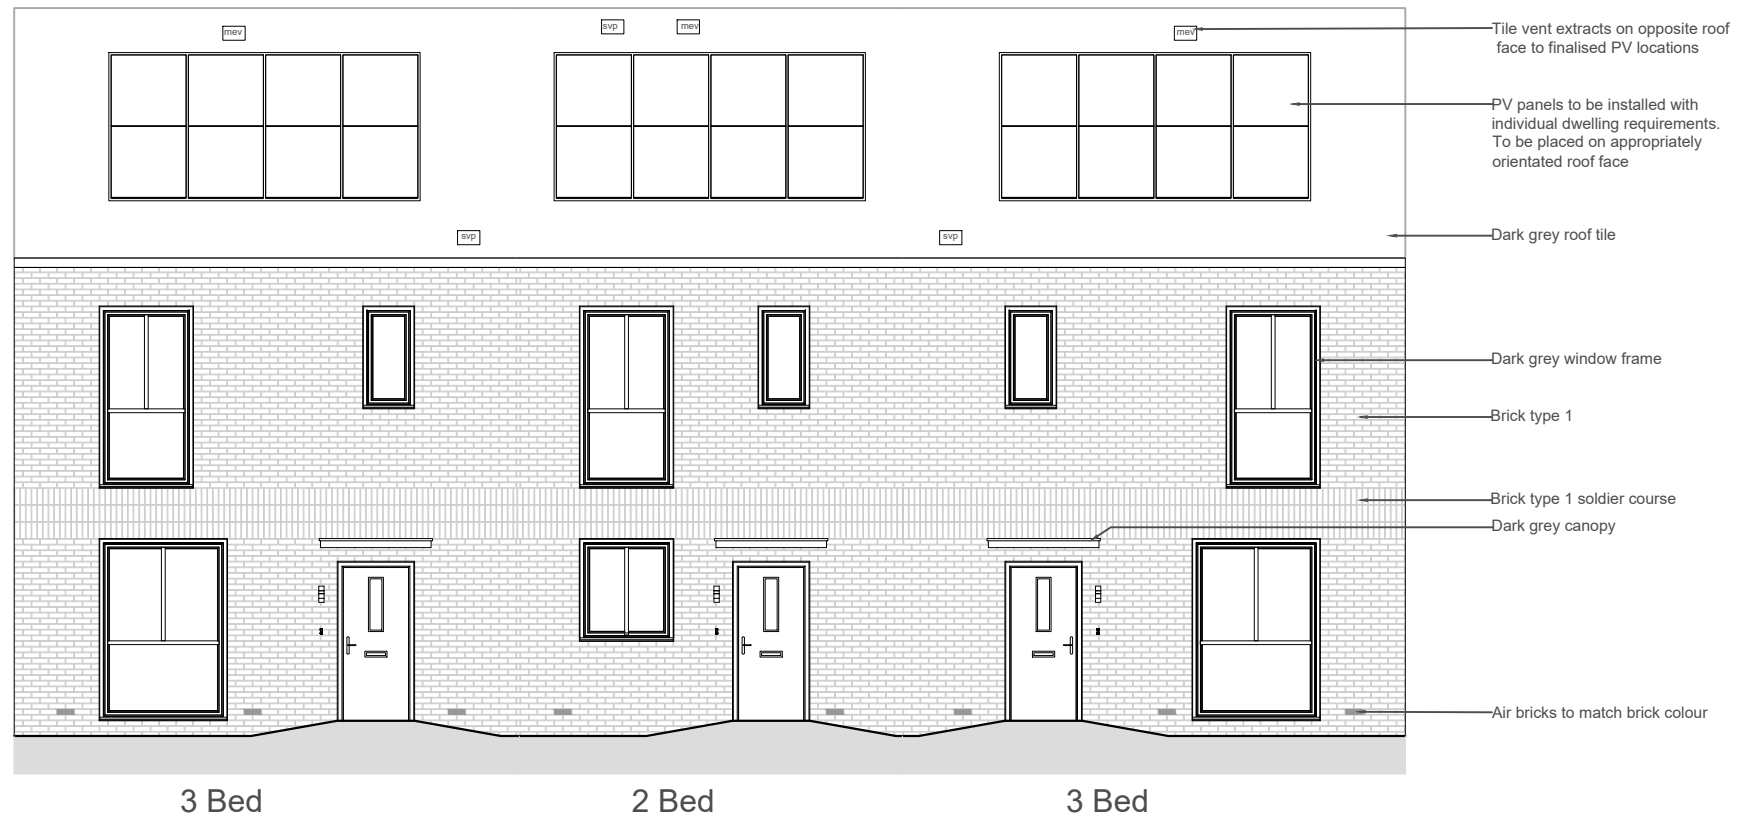 svp
mev
mev
mev
Tile vent extracts on opposite roof
face to finalised PV locations
PV panels to be installed with
individual dwelling requirements.
To be placed on appropriately
orientated roof face
svp
svp
Dark grey roof tile
Dark grey window frame
Brick type 1
Brick type 1 soldier course
Dark grey canopy
Air bricks to match brick colour
3 Bed
2 Bed
3 Bed